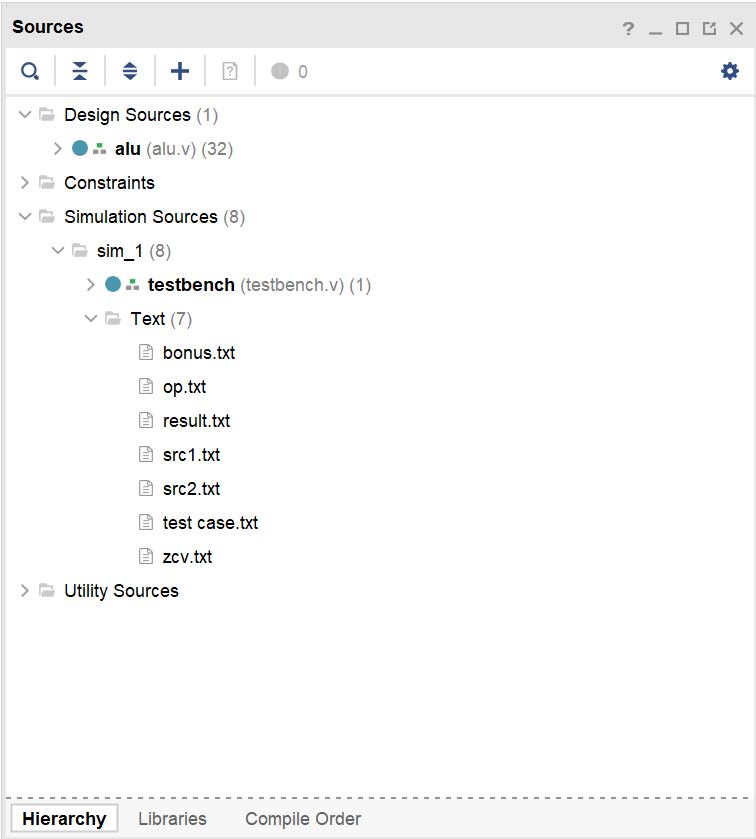 Sources
? 
0
Design Sources (1)
alu (alu.v) (32)
Constraints
Simulation Sources (8)
sim_1 (8)
testbench (testbench.v) (1)
Text (7)
bonus.txt
op.txt
result.txt
src1.txt
src2.txt
test case.txt
zcv.txt
Utility Sources
Hierarchy Libraries Compile Order